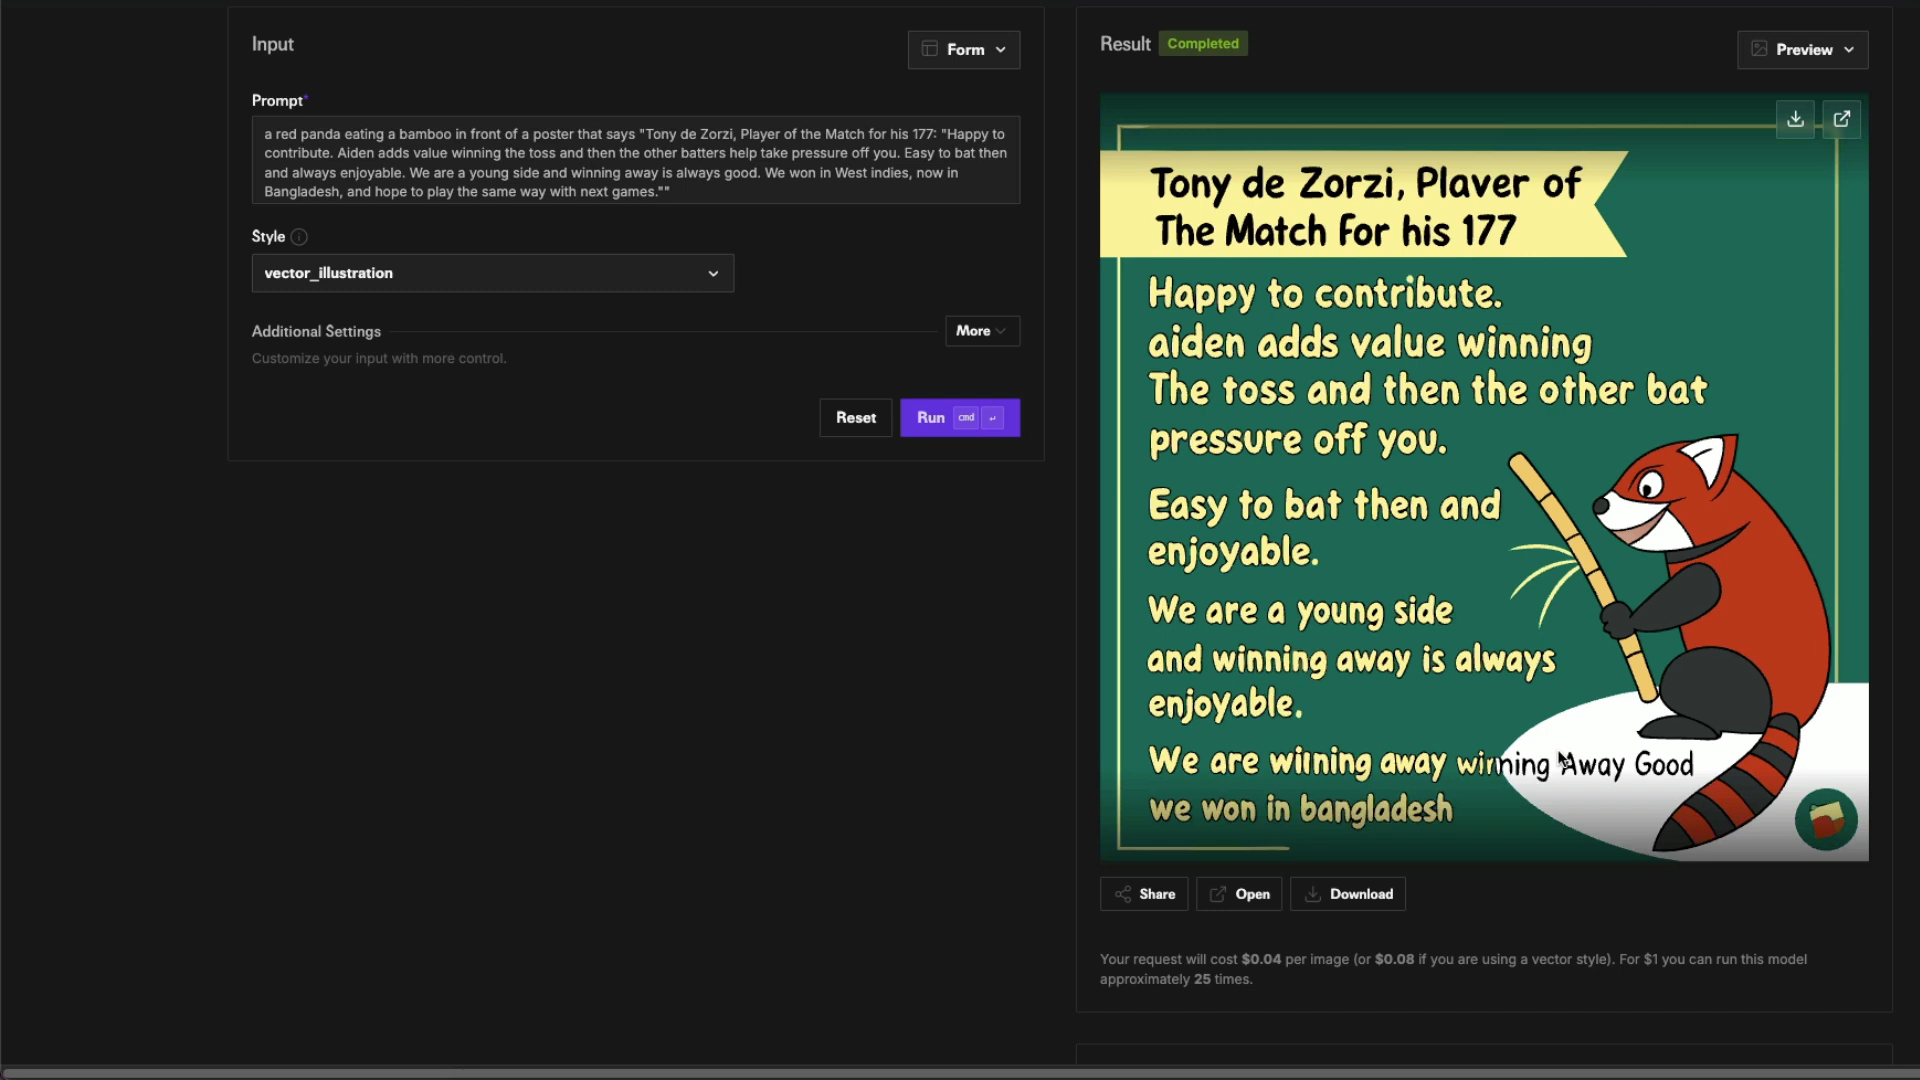 Input
Form
Prompt*
a red panda eating a bamboo in front of a poster that says "Tony de Zorzi, Player of the Match for his 177: "Happy to
contribute. Aiden adds value winning the toss and then the other batters help take pressure off you. Easy to bat then
and always enjoyable. We are a young side and winning away is always good. We won in West indies, now in
Bangladesh, and hope to play the same way with next games.""
Style
vector_illustration
Additional Settings
More
Customize your input with more control.
Reset
Run cmd ↵
Result Completed
Preview
Tony de Zorzi, Plaver of
The Match For his 177
Happy to contribute.
aiden adds value winning
The toss and then the other bat
pressure off you.
Easy to bat then and
enjoyable.
We are a young side
and winning away is always
enjoyable.
We are winning away winning Away Good
we won in bangladesh
Share
Open
Download
Your request will cost $0.04 per image (or $0.08 if you are using a vector style). For $1 you can run this model
approximately 25 times.